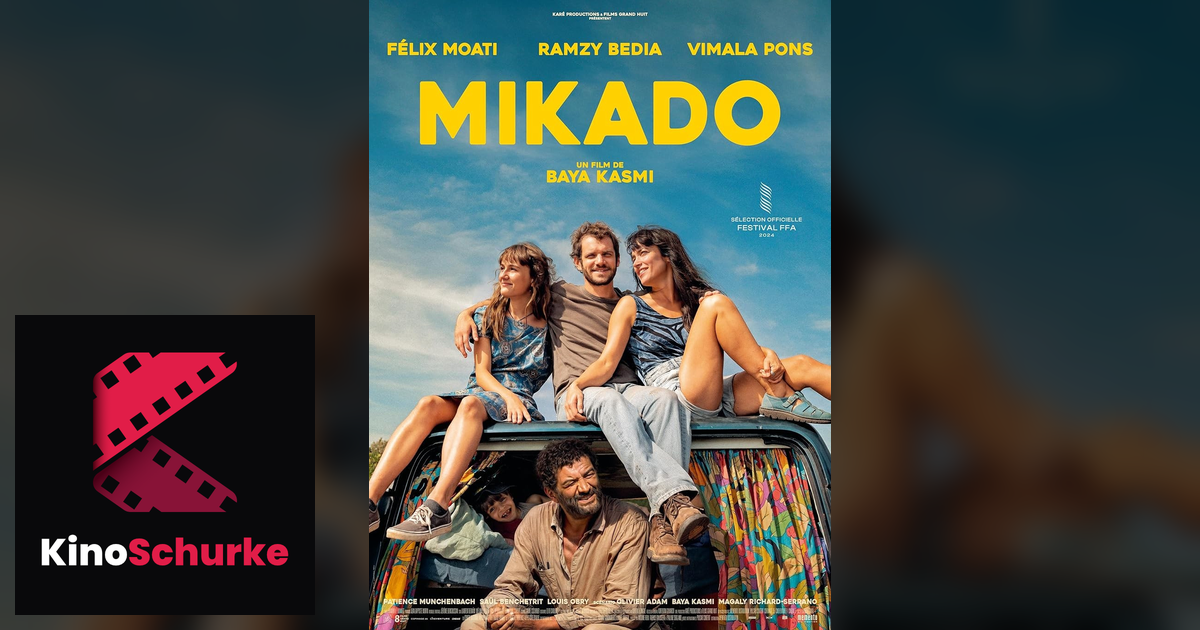 KARÉ PRODUCTIONS & FILMS GRAND HUIT
PRÉSENTENT
FÉLIX MOATI RAMZY BEDIA VIMALA PONS
MIKADO
UN FILM DE
BAYA KASMI
SÉLECTION OFFICIELLE
FESTIVAL FFA
2024
KinoSchurke
PATIENCE MUNCHENBACH SAÜL BENCHETRIT LOUIS OBRY OLIVIER ADAM BAYA KASMI MAGALY RICHARD-SERRANO